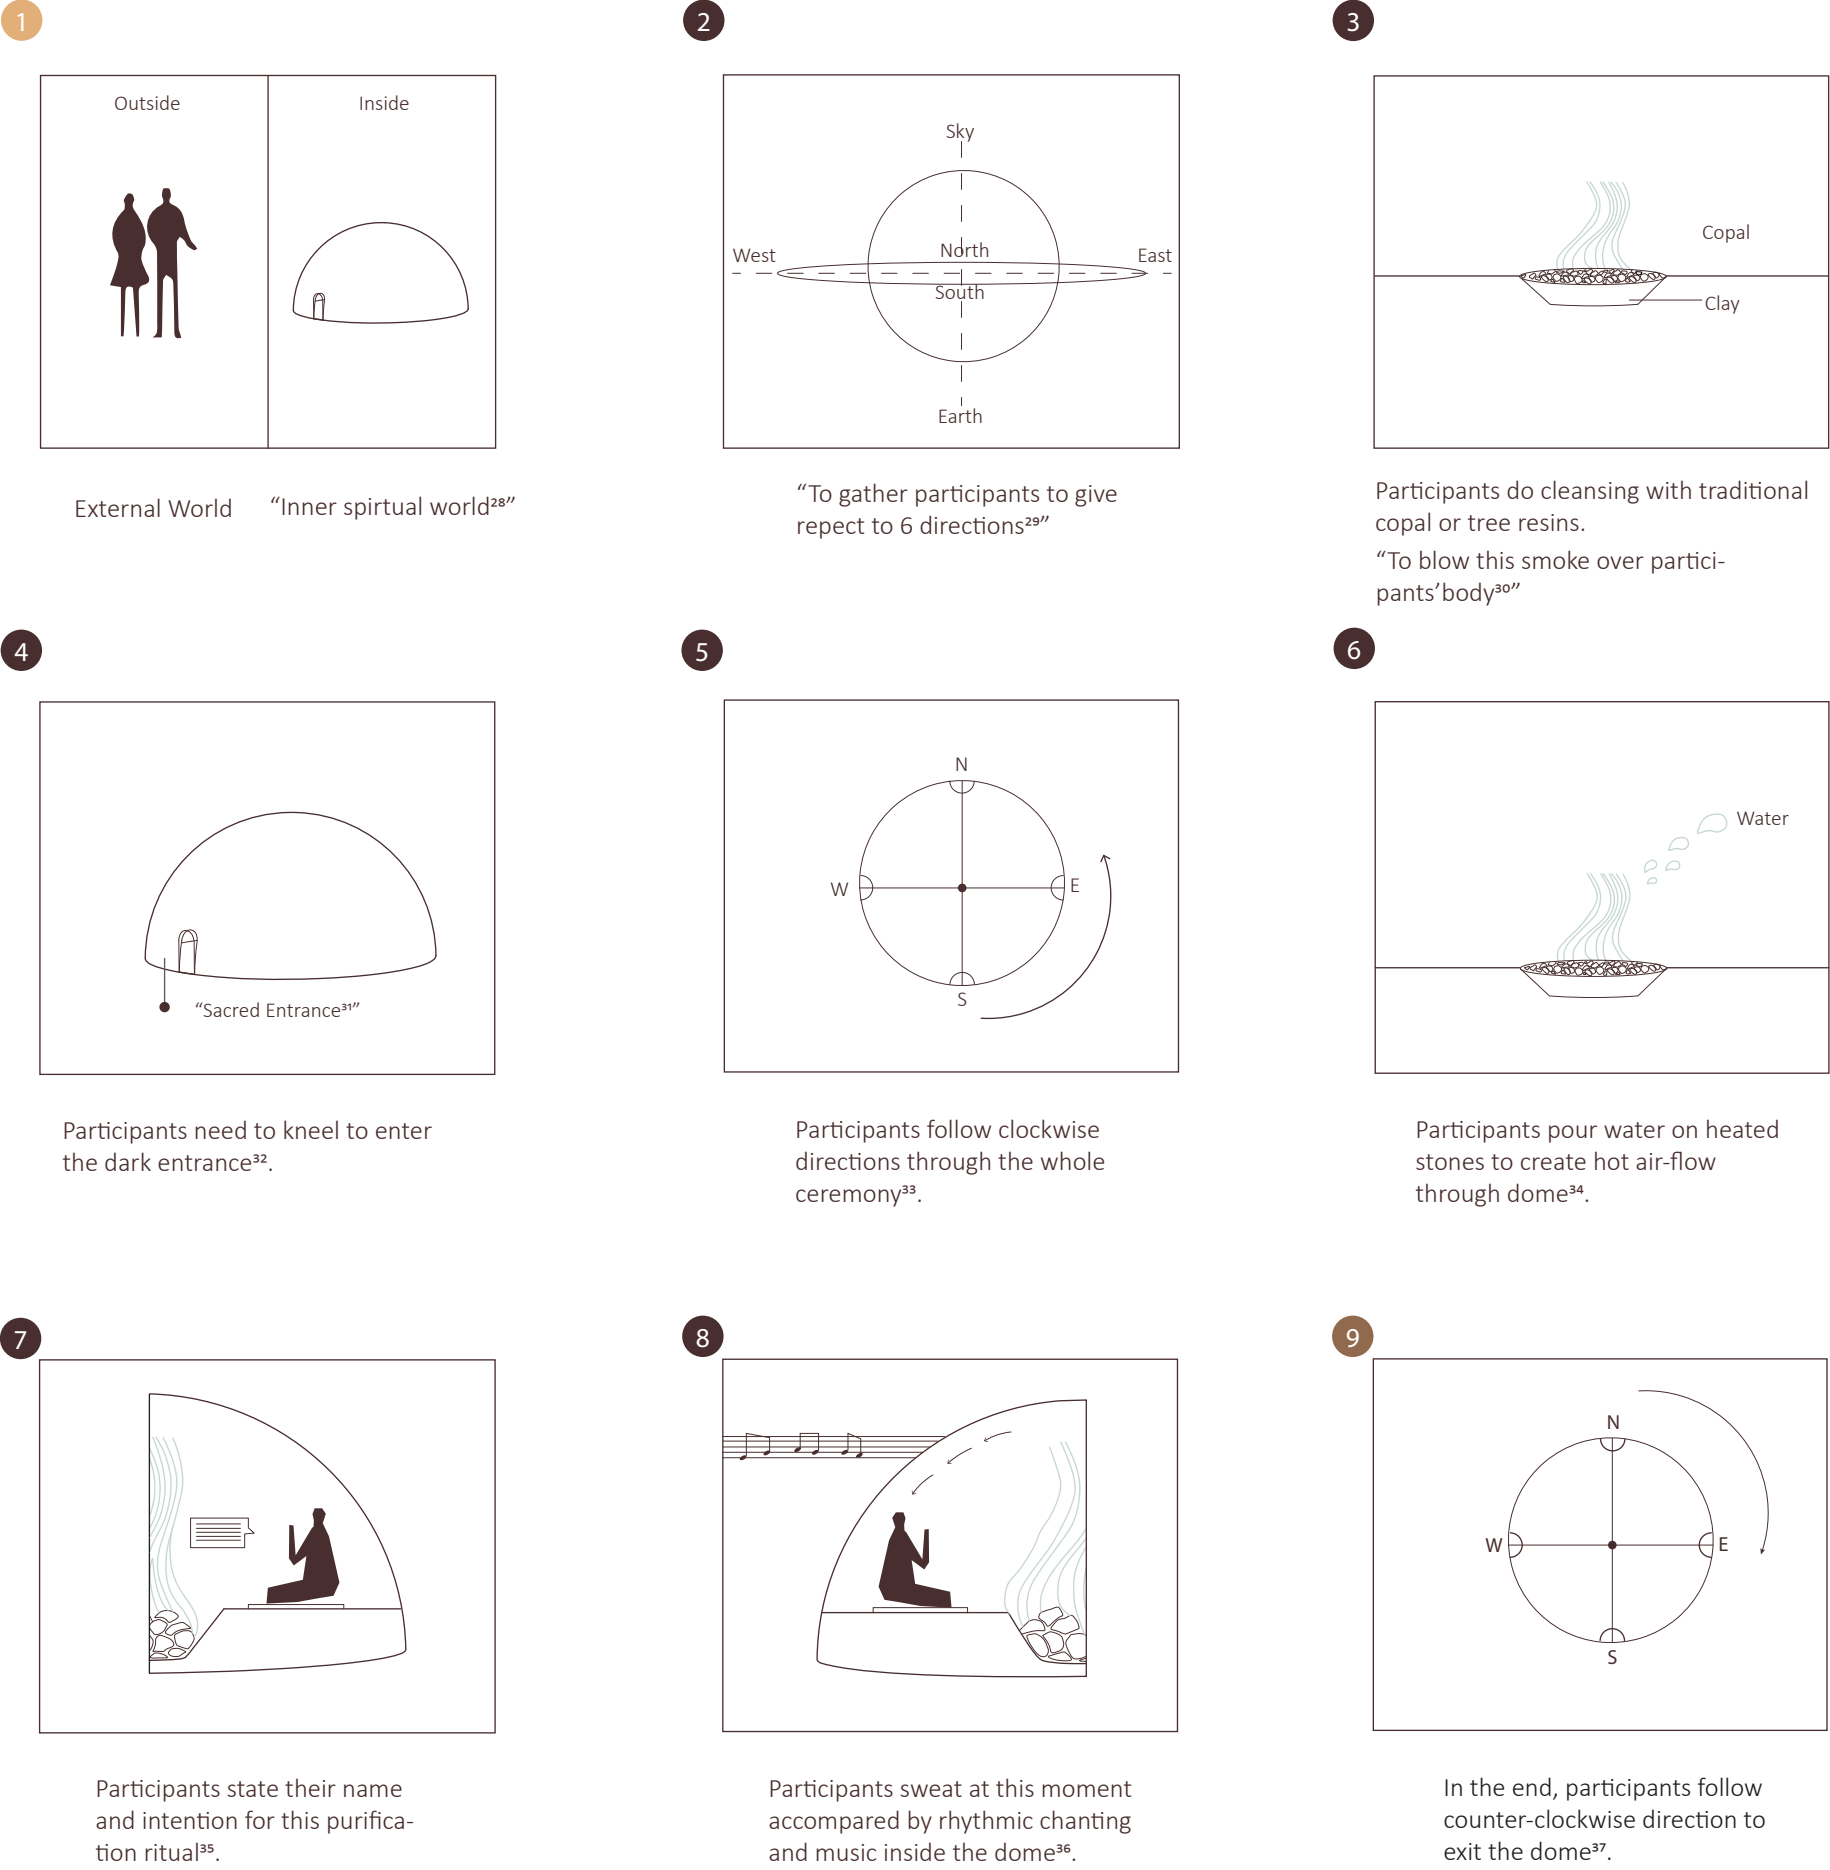 1
Outside
Inside
External World
“Inner spirtual world²⁸”
2
Sky
West
North
East
South
Earth
“To gather participants to give
repect to 6 directions²⁹”
3
Copal
Clay
Participants do cleansing with traditional
copal or tree resins.
“To blow this smoke over partici-
pants’body³⁰”
4
“Sacred Entrance³¹”
Participants need to kneel to enter
the dark entrance³².
5
N
W
E
S
Participants follow clockwise
directions through the whole
ceremony³³.
6
Water
Participants pour water on heated
stones to create hot air-flow
through dome³⁴.
7
Participants state their name
and intention for this purifica-
tion ritual³⁵.
8
Participants sweat at this moment
accompared by rhythmic chanting
and music inside the dome³⁶.
9
N
W
E
S
In the end, participants follow
counter-clockwise direction to
exit the dome³⁷.